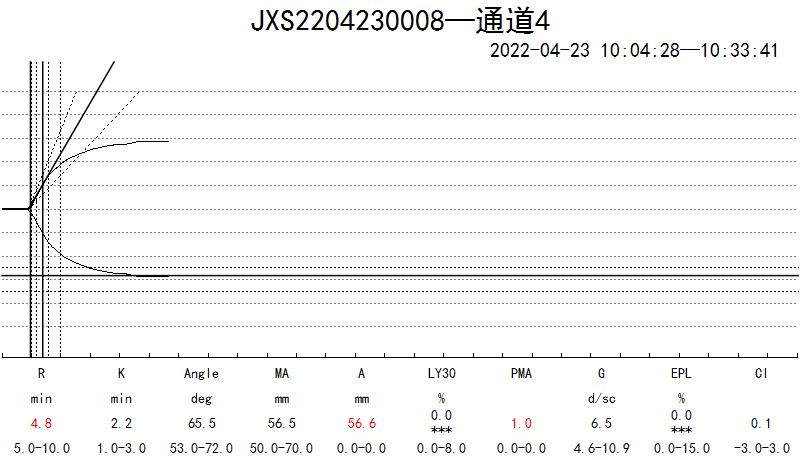 JXS2204230008—通道4
2022-04-23 10:04:28—10:33:41
R K Angle MA A LY30 PMA G EPL CI
min min deg mm mm % d/sc %
4.8 2.2 65.5 56.5 56.6 0.0 *** 1.0 6.5 0.0 *** 0.1
5.0-10.0 1.0-3.0 53.0-72.0 50.0-70.0 0.0-0.0 0.0-8.0 0.0-0.0 4.6-10.9 0.0-15.0 -3.0-3.0